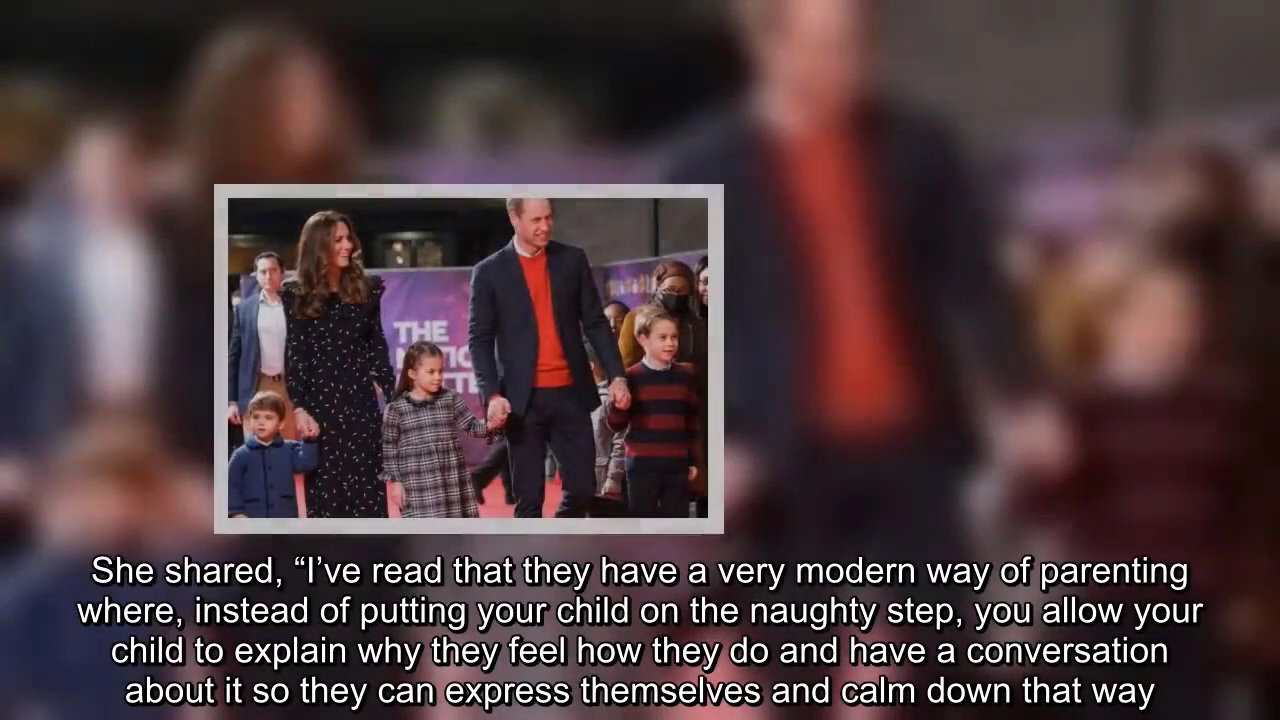 THE
She shared, “I’ve read that they have a very modern way of parenting
where, instead of putting your child on the naughty step, you allow your
child to explain why they feel how they do and have a conversation
about it so they can express themselves and calm down that way